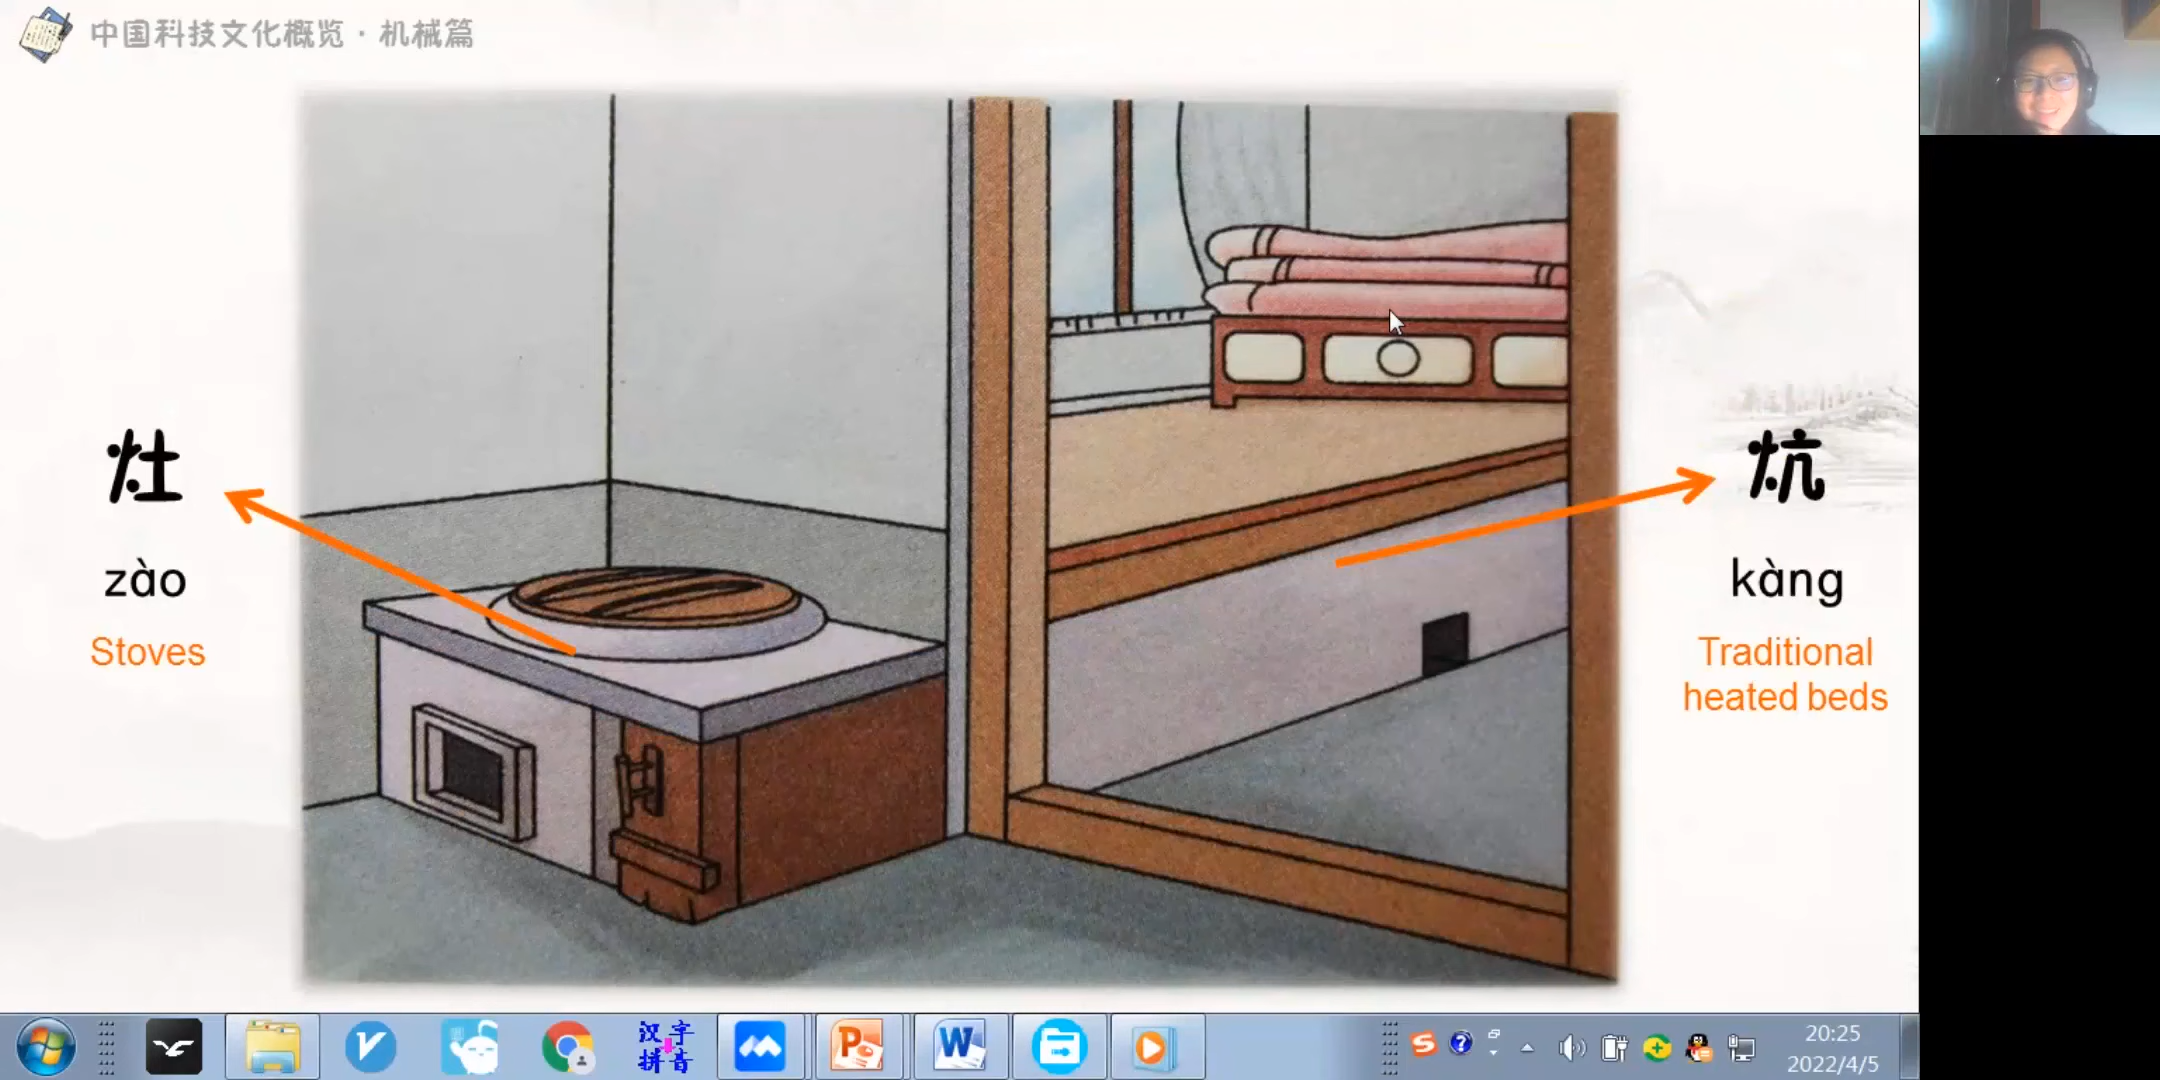 中国科技文化概览·机械篇
灶
zào
Stoves
炕
kàng
Traditional
heated beds
汉字
拼音
20:25
2022/4/5